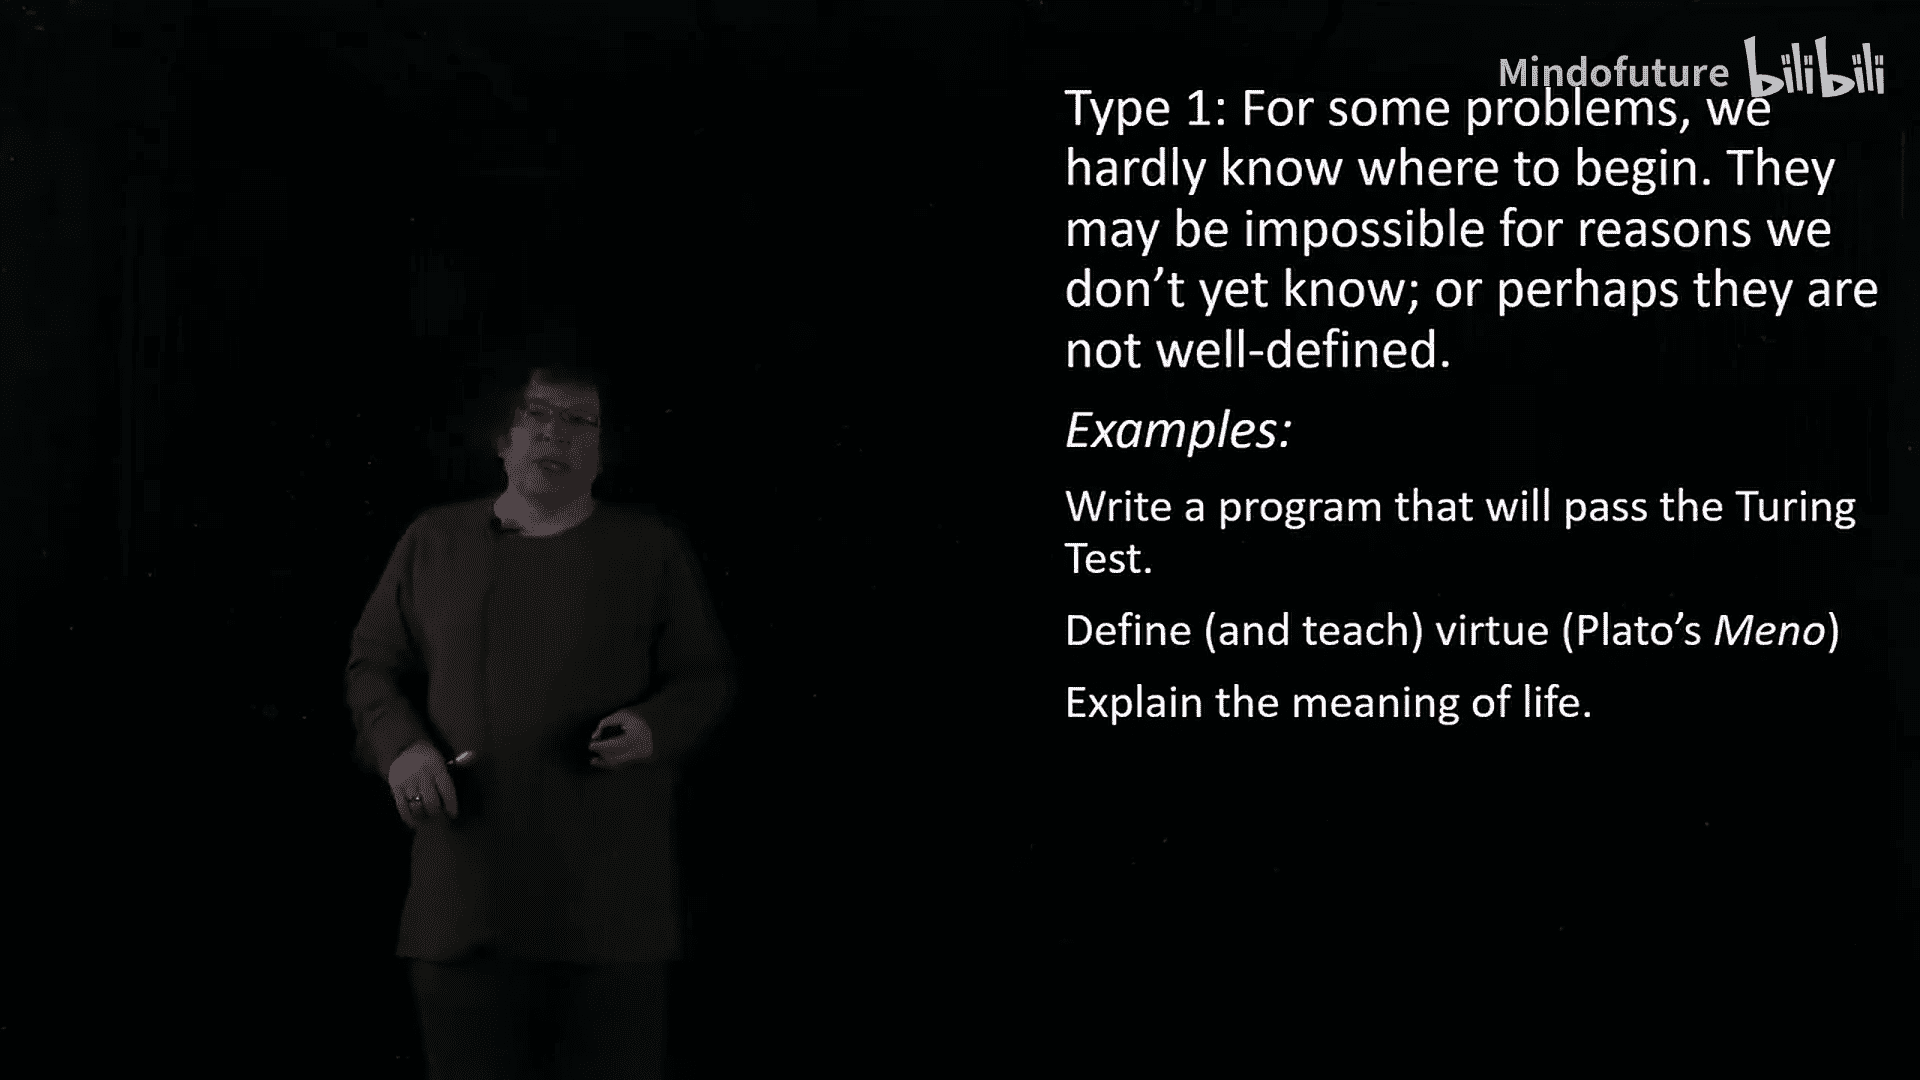 Mindofuture bilibili
Type 1: For some problems, we
hardly know where to begin. They
may be impossible for reasons we
don’t yet know; or perhaps they are
not well-defined.
Examples:
Write a program that will pass the Turing
Test.
Define (and teach) virtue (Plato’s Meno)
Explain the meaning of life.